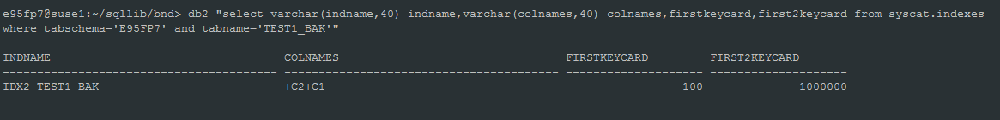 e95fp7@suse1:~/sqllib/bnd> db2 "select varchar(indname,40) indname,varchar(colnames,40) colnames,firstkeycard,first2keycard from syscat.indexes
where tabschema='E95FP7' and tabname='TEST1_BAK'"
INDNAME COLNAMES FIRSTKEYCARD FIRST2KEYCARD
---------------------------------------- ---------------------------------------- -------------------- --------------------
IDX2_TEST1_BAK +C2+C1 100 1000000